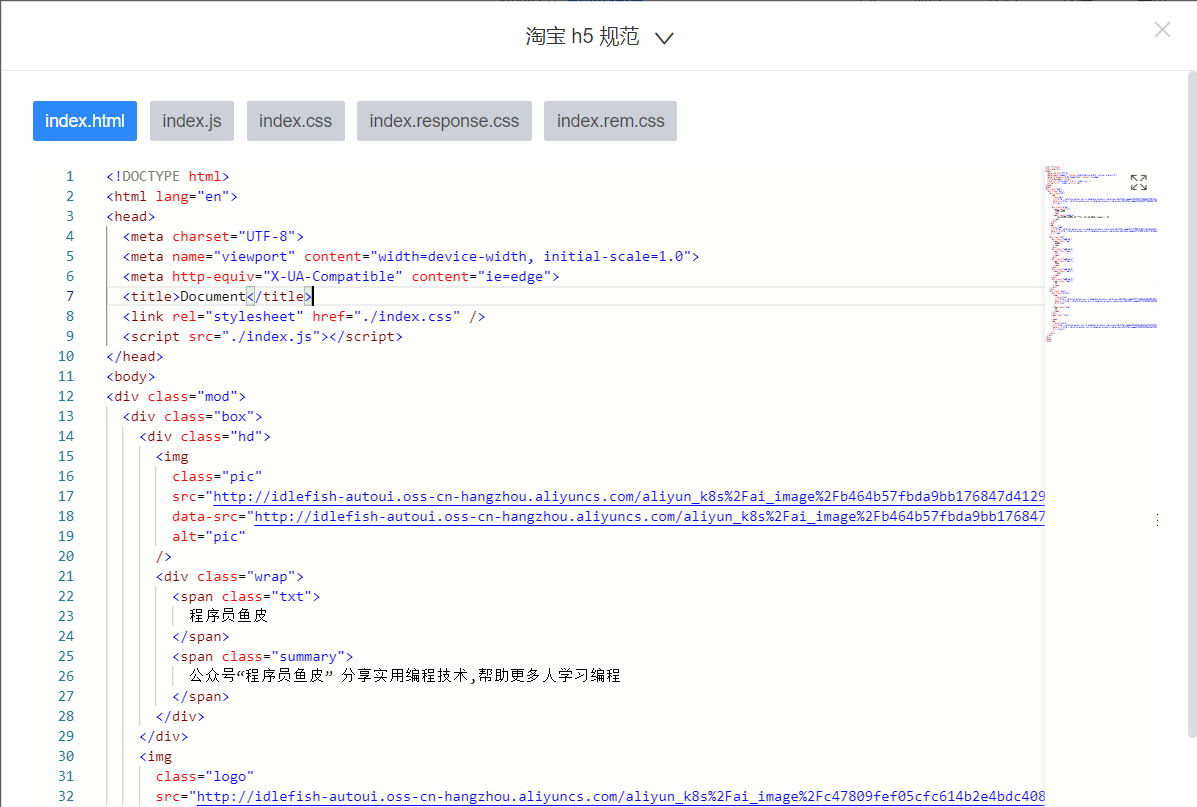 淘宝 h5 规范
index.html index.js index.css index.response.css index.rem.css
1 <!DOCTYPE html>
2 <html lang="en">
3 <head>
4 <meta charset="UTF-8">
5 <meta name="viewport" content="width=device-width, initial-scale=1.0">
6 <meta http-equiv="X-UA-Compatible" content="ie=edge">
7 <title>Document</title>
8 <link rel="stylesheet" href="./index.css" />
9 <script src="./index.js"></script>
10 </head>
11 <body>
12 <div class="mod">
13 <div class="box">
14 <div class="hd">
15 <img
16 class="pic"
17 src="http://idlefish-autoui.oss-cn-hangzhou.aliyuncs.com/aliyun_k8s%2Fai_image%2Fb464b57fbda9bb176847d4129
18 data-src="http://idlefish-autoui.oss-cn-hangzhou.aliyuncs.com/aliyun_k8s%2Fai_image%2Fb464b57fbda9bb176847
19 alt="pic"
20 />
21 <div class="wrap">
22 <span class="txt">
23 程序员鱼皮
24 </span>
25 <span class="summary">
26 公众号“程序员鱼皮” 分享实用编程技术,帮助更多人学习编程
27 </span>
28 </div>
29 </div>
30 <img
31 class="logo"
32 src="http://idlefish-autoui.oss-cn-hangzhou.aliyuncs.com/aliyun_k8s%2Fai_image%2Fc47809fef05cfc614b2e4bdc408